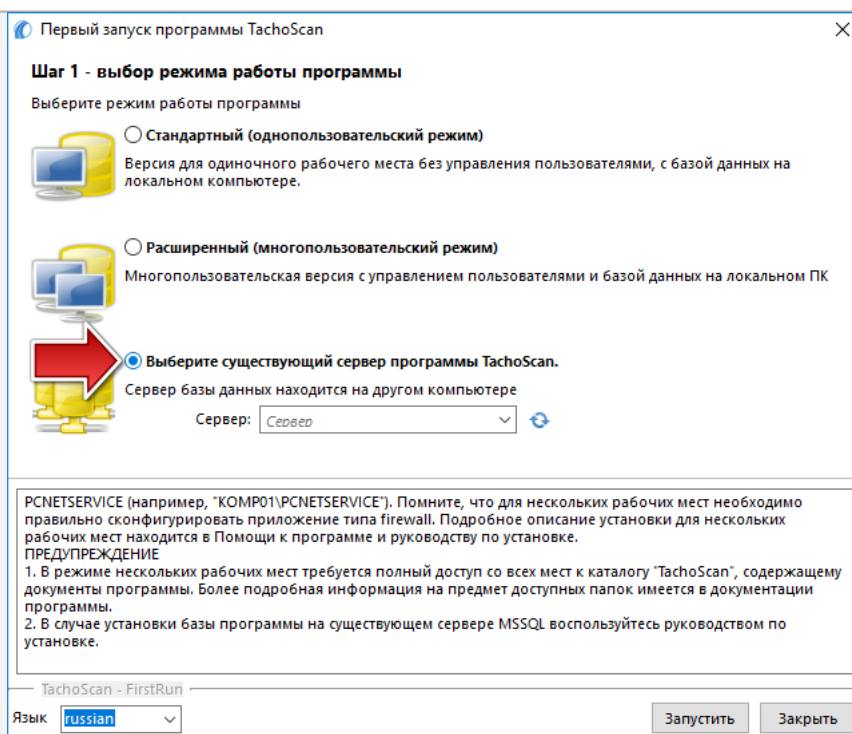 Первый запуск программы TachoScan
Шаг 1 - выбор режима работы программы
Выберите режим работы программы
Стандартный (однопользовательский режим)
Версия для одиночного рабочего места без управления пользователями, с базой данных на
локальном компьютере.
Расширенный (многопользовательский режим)
Многопользовательская версия с управлением пользователями и базой данных на локальном ПК
Выберите существующий сервер программы TachoScan.
Сервер базы данных находится на другом компьютере
Сервер: Сервер
PCNETSERVICE (например, "KOMP01\PCNETSERVICE"). Помните, что для нескольких рабочих мест необходимо
правильно сконфигурировать приложение типа firewall. Подробное описание установки для нескольких
рабочих мест находится в Помощи к программе и руководству по установке.
ПРЕДУПРЕЖДЕНИЕ
1. В режиме нескольких рабочих мест требуется полный доступ со всех мест к каталогу "TachoScan", содержащему
документы программы. Более подробная информация на предмет доступных папок имеется в документации
программы.
2. В случае установки базы программы на существующем сервере MSSQL воспользуйтесь руководством по
установке.
TachoScan - FirstRun
Язык russian Запустить Закрыть